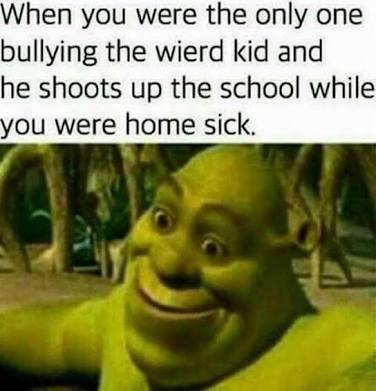 When you were the only one
bullying the wierd kid and
he shoots up the school while
you were home sick.